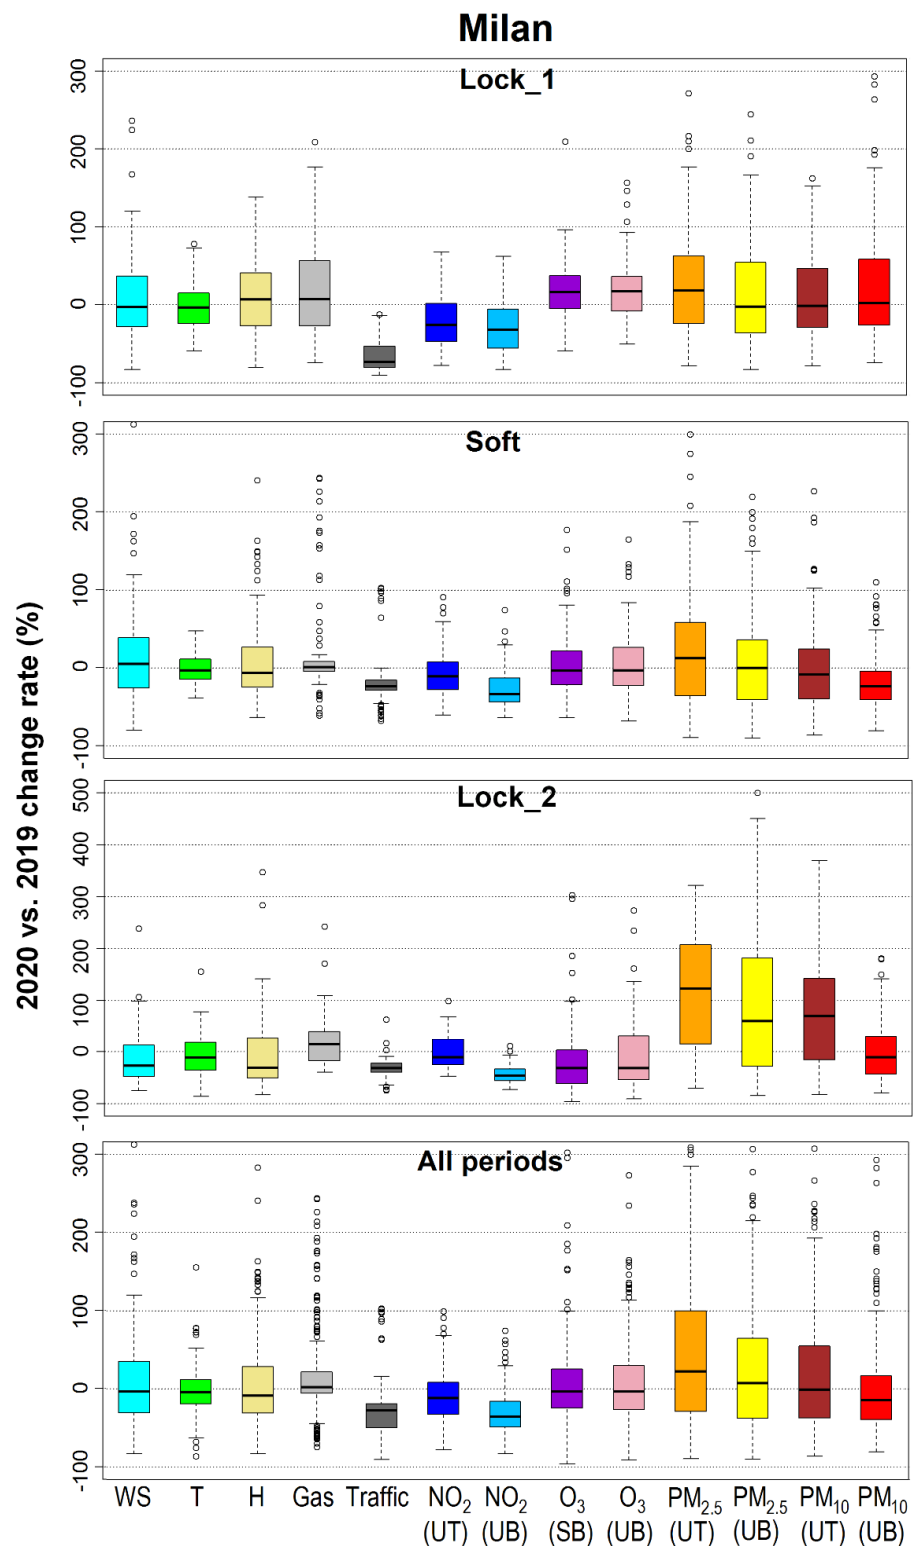 Milan
Lock_1
300
200
100
0
-100
Soft
300
200
100
0
-100
2020 vs. 2019 change rate (%)
Lock_2
500
400
300
200
100
0
-100
All periods
300
200
100
0
-100
WS T H Gas Traffic NO2 NO2 O3 O3 PM2.5 PM2.5 PM10 PM10
(UT) (UB) (SB) (UB) (UT) (UB) (UT) (UB)